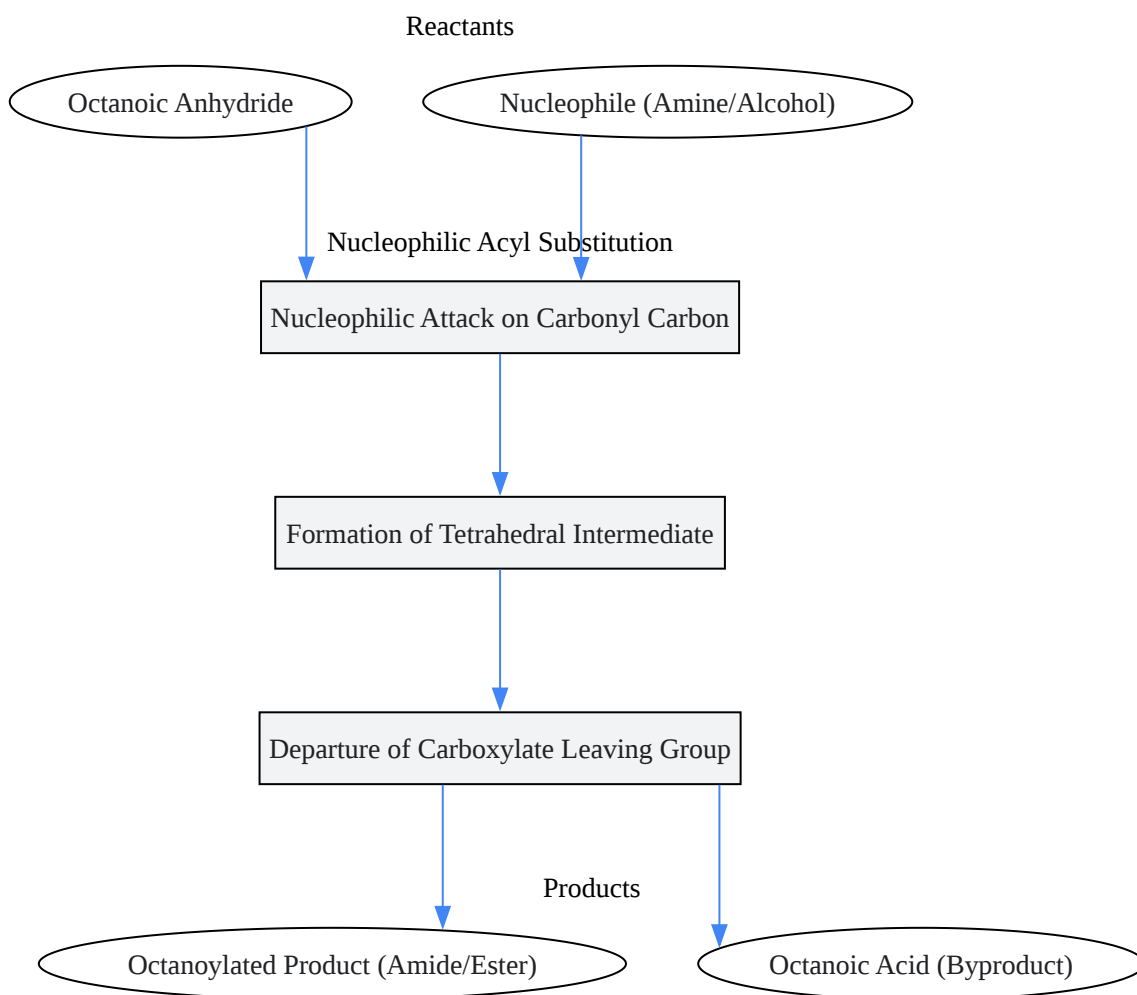 Reactants
Octanoic Anhydride
Nucleophile (Amine/Alcohol)
Nucleophilic Acyl Substitution
Nucleophilic Attack on Carbonyl Carbon
Formation of Tetrahedral Intermediate
Departure of Carboxylate Leaving Group
Products
Octanoylated Product (Amide/Ester)
Octanoic Acid (Byproduct)